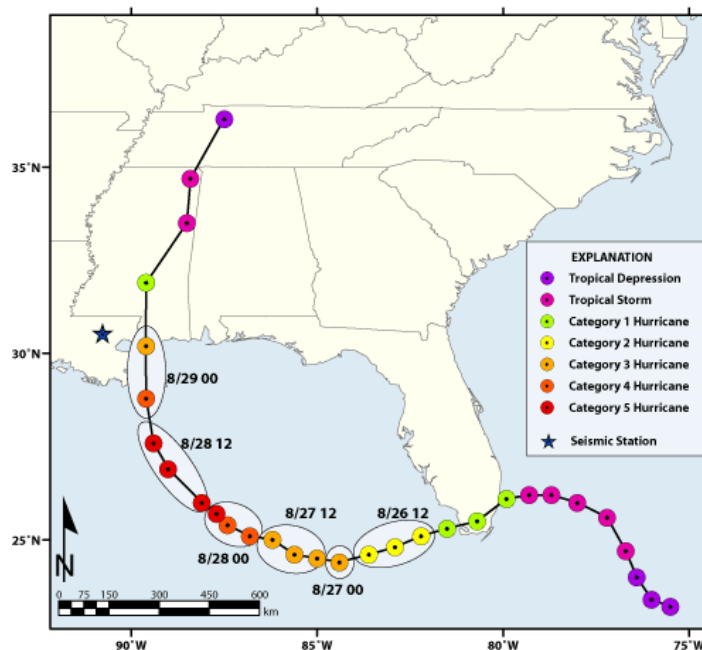 35°N
30°N
25°N
90°W
85°W
80°W
75°W
8/29 00
8/28 12
8/27 12
8/26 12
8/28 00
8/27 00
EXPLANATION
Tropical Depression
Tropical Storm
Category 1 Hurricane
Category 2 Hurricane
Category 3 Hurricane
Category 4 Hurricane
Category 5 Hurricane
Seismic Station
N
0 75 150 300 450 600
km